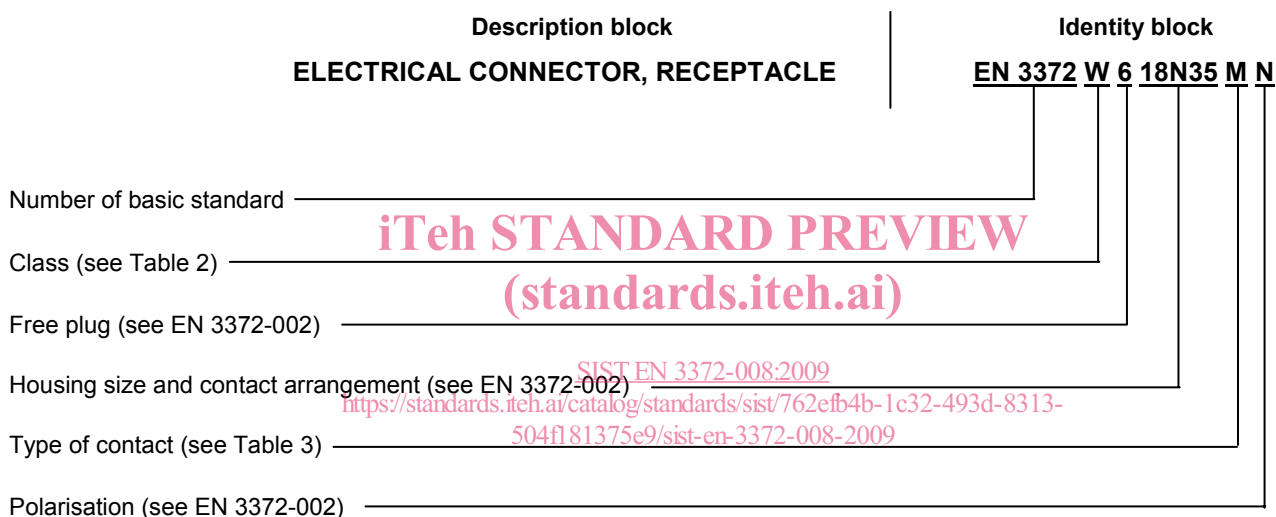 Description block
Identity block
ELECTRICAL CONNECTOR, RECEPTACLE
EN 3372 W 6 18N35 M N
Number of basic standard
iTeh STANDARD PREVIEW
Class (see Table 2)
(standards.iteh.ai)
Free plug (see EN 3372-002)
SIST EN 3372-008:2009
Housing size and contact arrangement (see EN 3372-002)
https://standards.iteh.ai/catalog/standards/sist/762efb4b-1c32-493d-8313-
504f181375e9/sist-en-3372-008-2009
Type of contact (see Table 3)
Polarisation (see EN 3372-002)